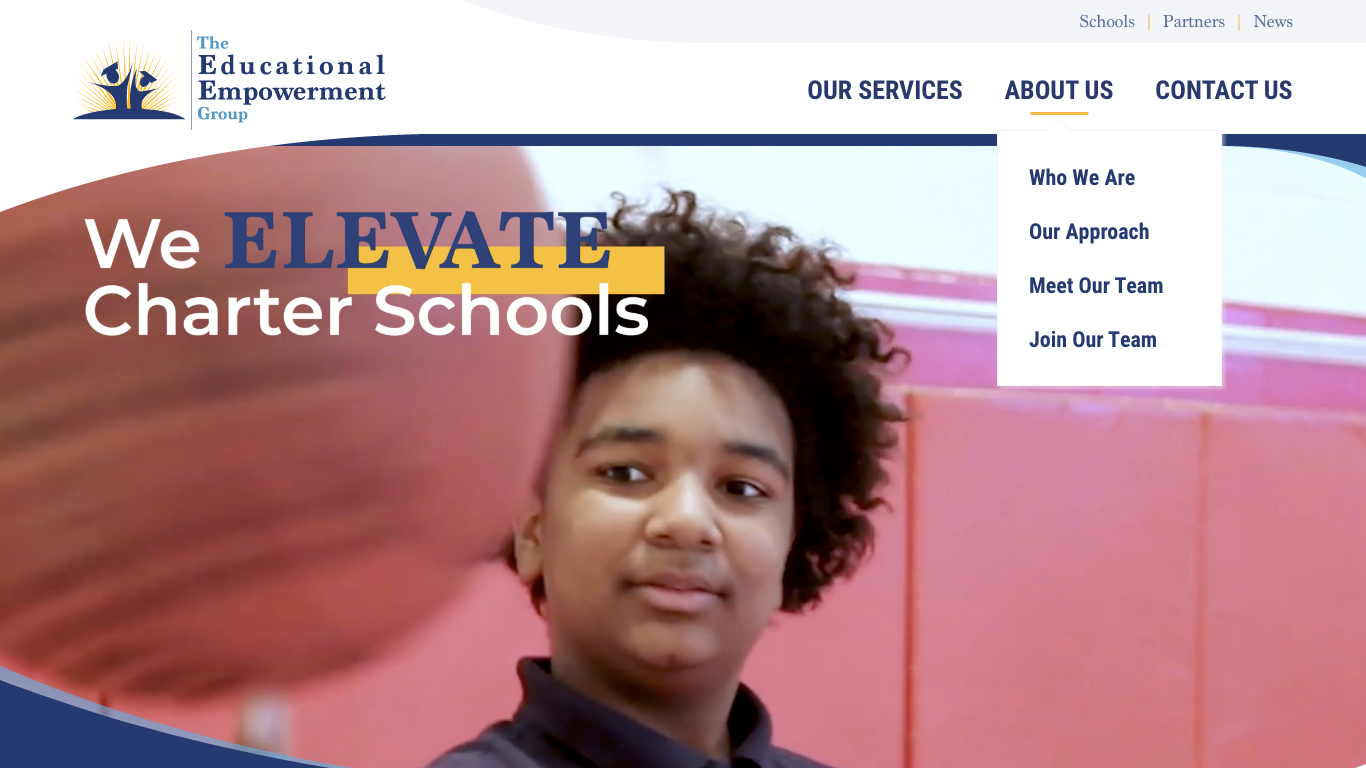 Schools | Partners | News
The
Educational
Empowerment
Group
OUR SERVICES
ABOUT US
CONTACT US
Who We Are
Our Approach
Meet Our Team
Join Our Team
We ELEVATE
Charter Schools